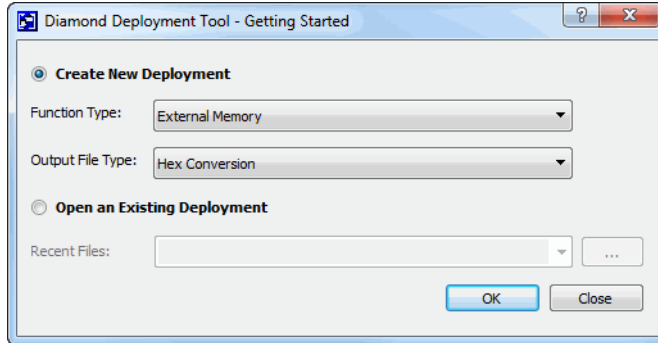 Diamond Deployment Tool - Getting Started
Create New Deployment
Function Type: External Memory
Output File Type: Hex Conversion
Open an Existing Deployment
Recent Files: ...
OK Close